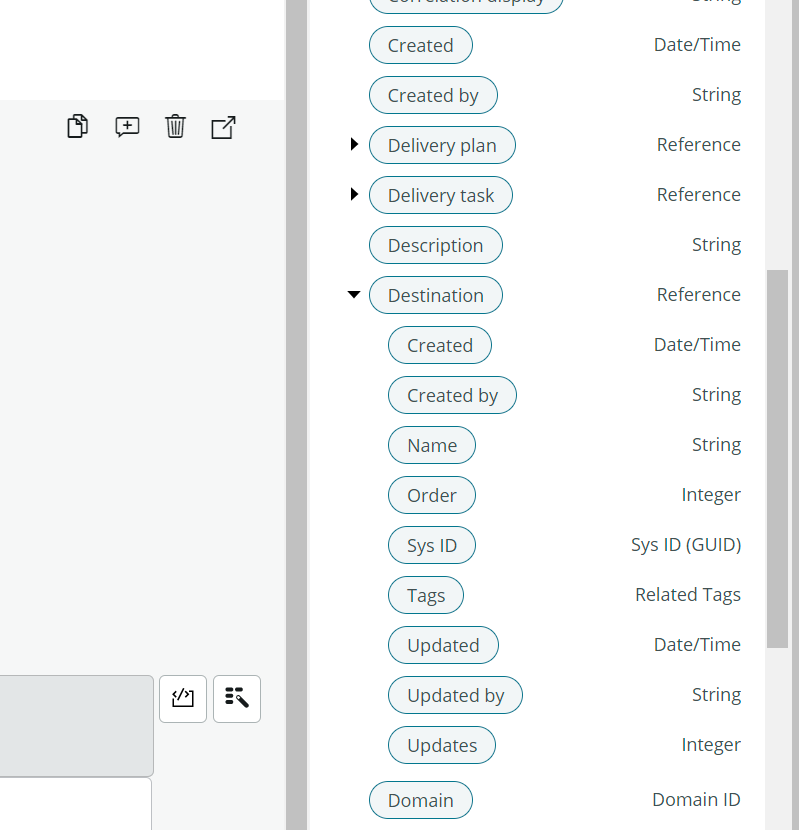 Correlation display String
Created Date/Time
Created by String
Delivery plan Reference
Delivery task Reference
Description String
Destination Reference
Created Date/Time
Created by String
Name String
Order Integer
Sys ID Sys ID (GUID)
Tags Related Tags
Updated Date/Time
Updated by String
Updates Integer
Domain Domain ID